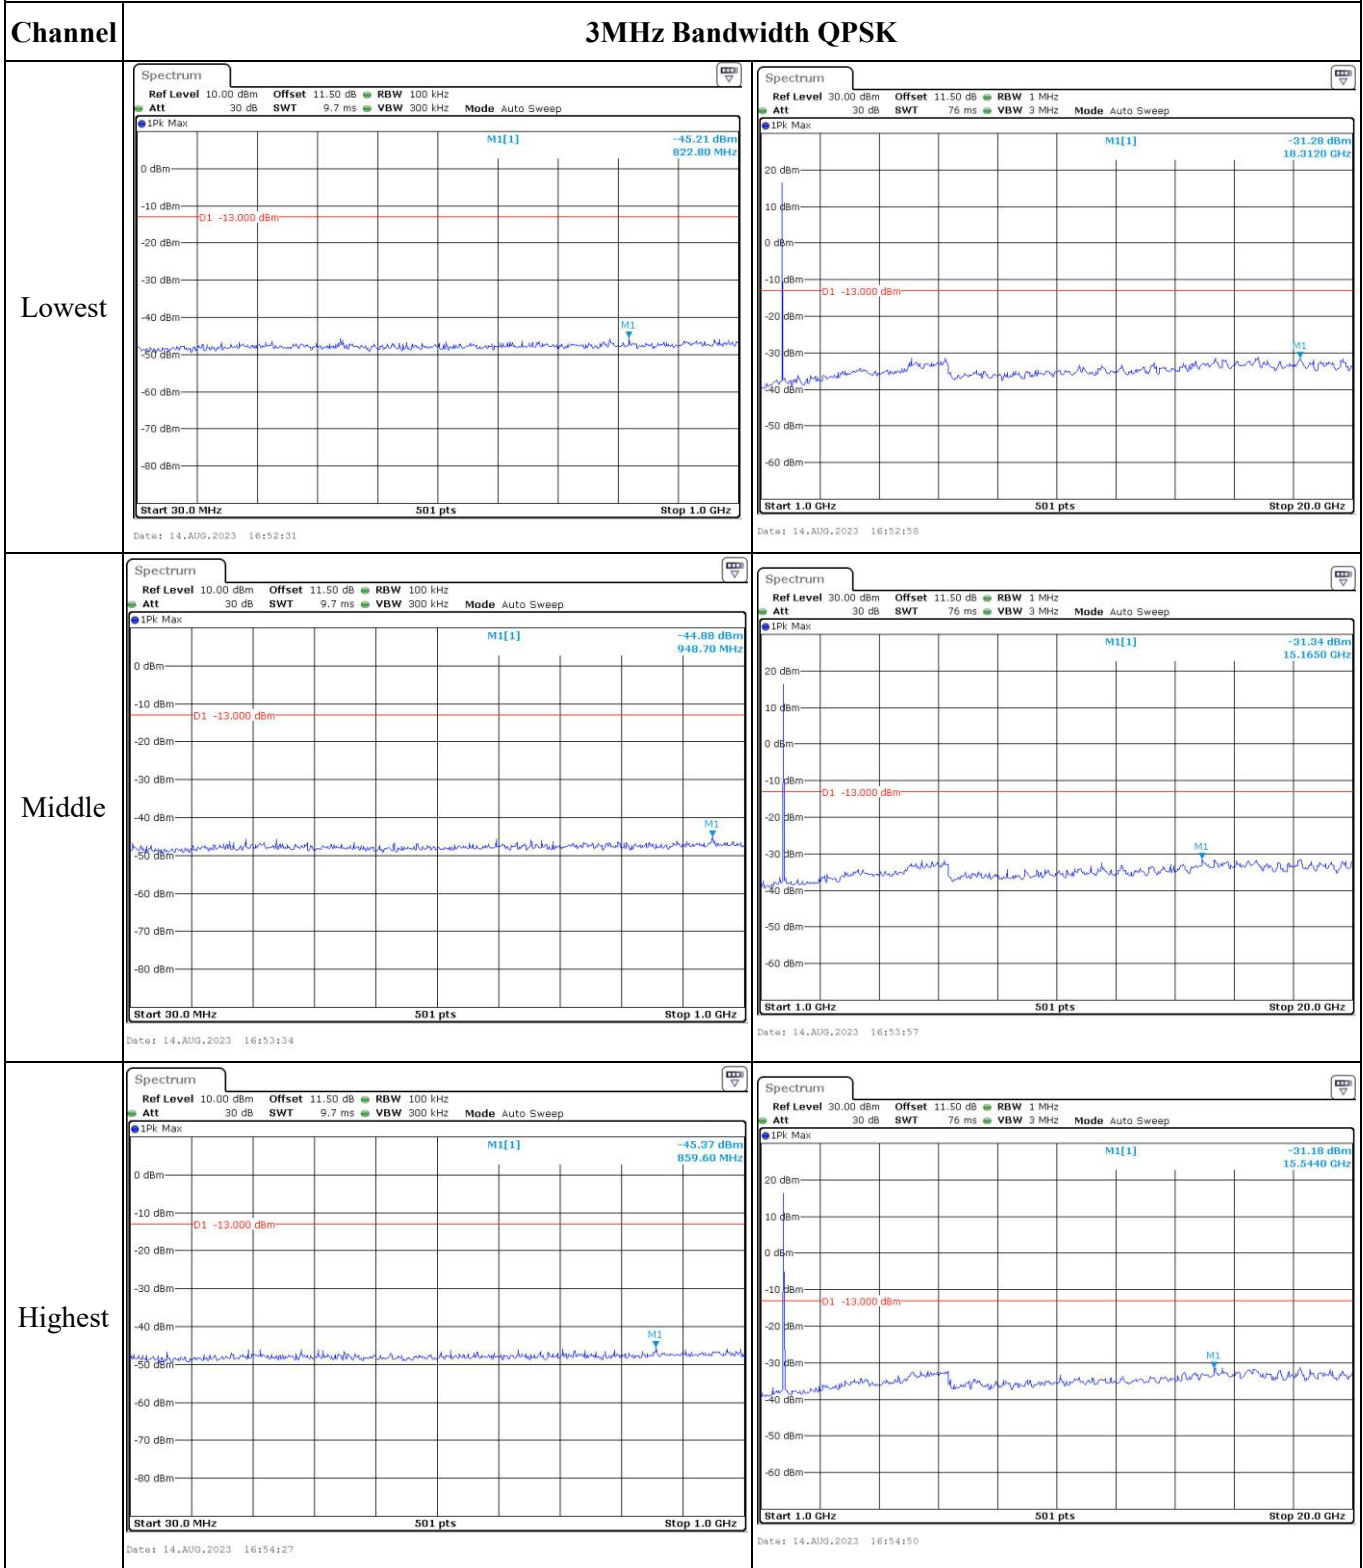 Channel 3MHz Bandwidth QPSK
Lowest
Spectrum
Ref Level 10.00 dBm Offset 11.50 dB RBW 100 kHz
Att 30 dB SWT 9.7 ms VBW 300 kHz Mode Auto Sweep
1Pk Max
M1[1] -45.21 dBm
822.80 MHz
0 dBm
-10 dBm
D1 -13.000 dBm
-20 dBm
-30 dBm
-40 dBm
M1
-50 dBm
-60 dBm
-70 dBm
-80 dBm
Start 30.0 MHz 501 pts Stop 1.0 GHz
Date: 14.AUG.2023 16:52:31
Spectrum
Ref Level 30.00 dBm Offset 11.50 dB RBW 1 MHz
Att 30 dB SWT 76 ms VBW 3 MHz Mode Auto Sweep
1Pk Max
M1[1] -31.28 dBm
18.3120 GHz
20 dBm
10 dBm
0 dBm
-10 dBm
D1 -13.000 dBm
-20 dBm
-30 dBm
M1
-40 dBm
-50 dBm
-60 dBm
Start 1.0 GHz 501 pts Stop 20.0 GHz
Date: 14.AUG.2023 16:52:58
Middle
Spectrum
Ref Level 10.00 dBm Offset 11.50 dB RBW 100 kHz
Att 30 dB SWT 9.7 ms VBW 300 kHz Mode Auto Sweep
1Pk Max
M1[1] -44.88 dBm
948.70 MHz
0 dBm
-10 dBm
D1 -13.000 dBm
-20 dBm
-30 dBm
-40 dBm
M1
-50 dBm
-60 dBm
-70 dBm
-80 dBm
Start 30.0 MHz 501 pts Stop 1.0 GHz
Date: 14.AUG.2023 16:53:34
Spectrum
Ref Level 30.00 dBm Offset 11.50 dB RBW 1 MHz
Att 30 dB SWT 76 ms VBW 3 MHz Mode Auto Sweep
1Pk Max
M1[1] -31.34 dBm
15.1650 GHz
20 dBm
10 dBm
0 dBm
-10 dBm
D1 -13.000 dBm
-20 dBm
M1
-30 dBm
-40 dBm
-50 dBm
-60 dBm
Start 1.0 GHz 501 pts Stop 20.0 GHz
Date: 14.AUG.2023 16:53:57
Highest
Spectrum
Ref Level 10.00 dBm Offset 11.50 dB RBW 100 kHz
Att 30 dB SWT 9.7 ms VBW 300 kHz Mode Auto Sweep
1Pk Max
M1[1] -45.37 dBm
859.60 MHz
0 dBm
-10 dBm
D1 -13.000 dBm
-20 dBm
-30 dBm
-40 dBm
M1
-50 dBm
-60 dBm
-70 dBm
-80 dBm
Start 30.0 MHz 501 pts Stop 1.0 GHz
Date: 14.AUG.2023 16:54:27
Spectrum
Ref Level 30.00 dBm Offset 11.50 dB RBW 1 MHz
Att 30 dB SWT 76 ms VBW 3 MHz Mode Auto Sweep
1Pk Max
M1[1] -31.18 dBm
15.5440 GHz
20 dBm
10 dBm
0 dBm
-10 dBm
D1 -13.000 dBm
-20 dBm
M1
-30 dBm
-40 dBm
-50 dBm
-60 dBm
Start 1.0 GHz 501 pts Stop 20.0 GHz
Date: 14.AUG.2023 16:54:50